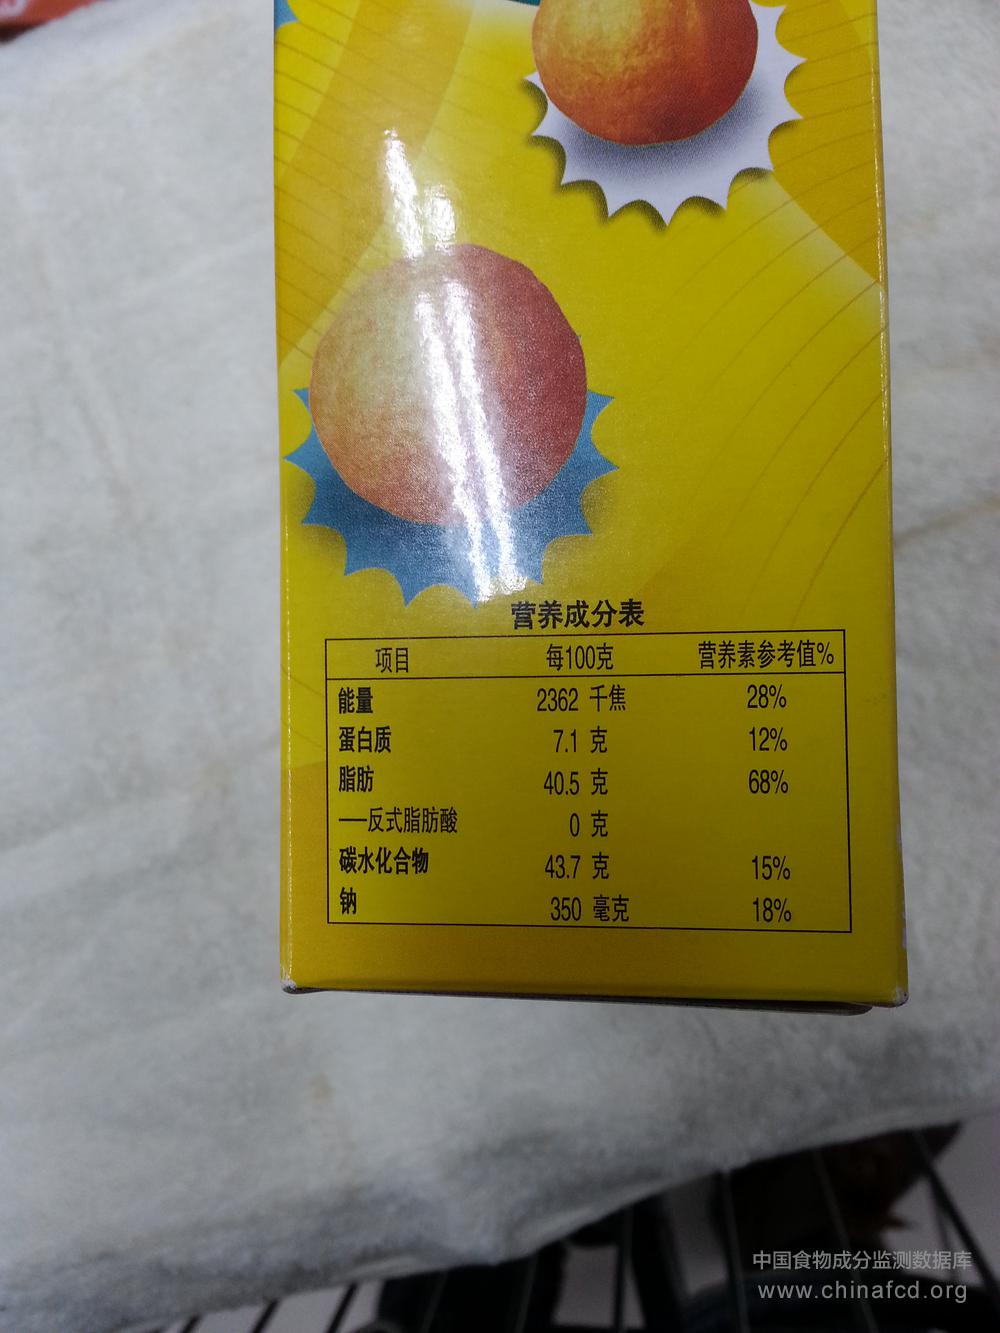 营养成分表
项目 每100克 营养素参考值%
能量 2362 千焦 28%
蛋白质 7.1 克 12%
脂肪 40.5 克 68%
──反式脂肪酸 0 克
碳水化合物 43.7 克 15%
钠 350 毫克 18%
中国食物成分监测数据库
www.chinafcd.org